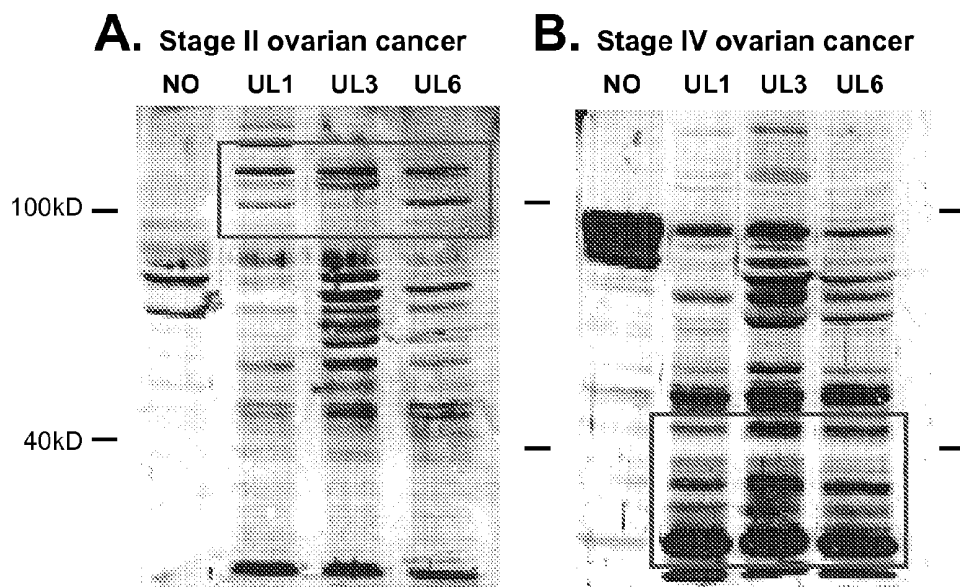 A. Stage II ovarian cancer
NO UL1 UL3 UL6
100kD
40kD
B. Stage IV ovarian cancer
NO UL1 UL3 UL6